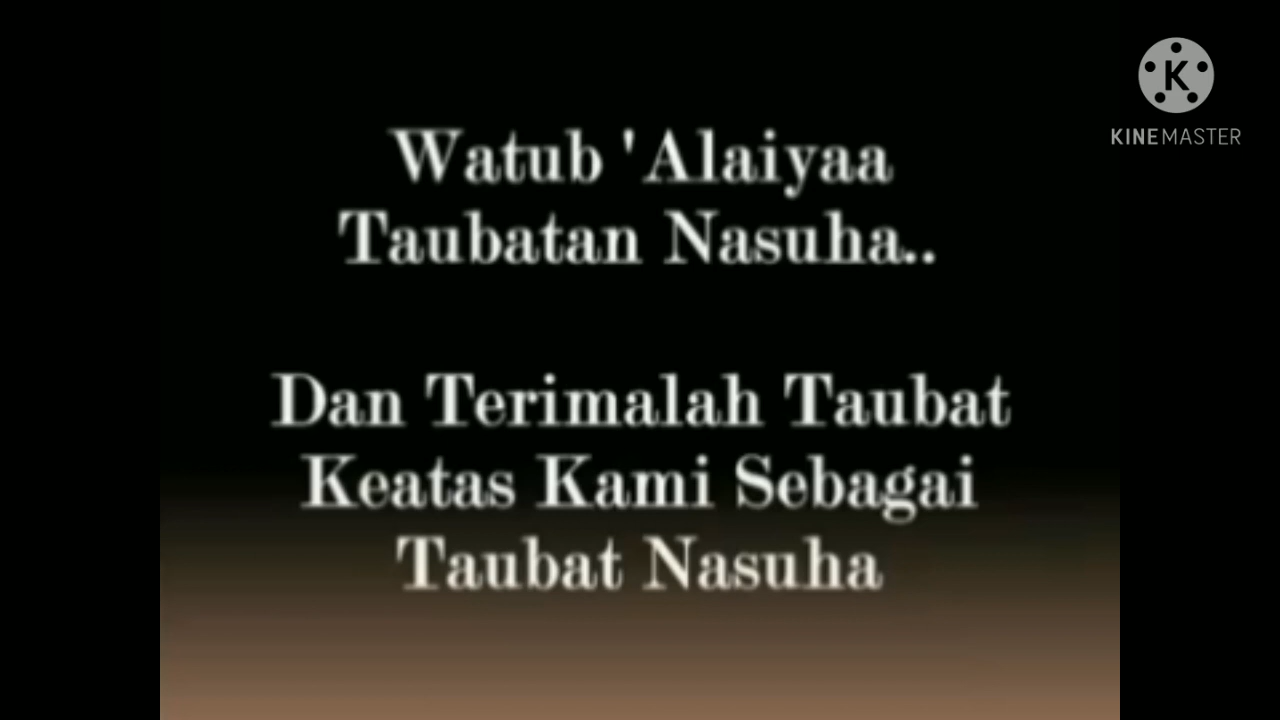 Watub 'Alaiyaa
Taubatan Nasuha..
Dan Terimalah Taubat
Keatas Kami Sebagai
Taubat Nasuha
K
KINEMASTER